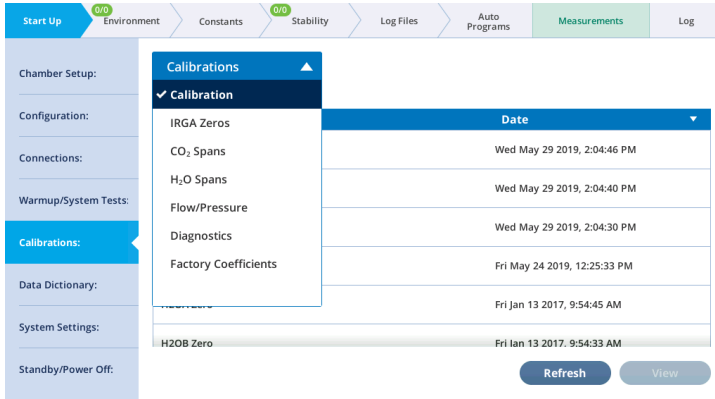 Start Up
0/0
Environment
Constants
0/0
Stability
Log Files
Auto
Programs
Measurements
Log
Chamber Setup:
Configuration:
Connections:
Warmup/System Tests:
Calibrations:
Data Dictionary:
System Settings:
Standby/Power Off:
Calibrations
Calibration
IRGA Zeros
CO₂ Spans
H₂O Spans
Flow/Pressure
Diagnostics
Factory Coefficients
Date
Wed May 29 2019, 2:04:46 PM
Wed May 29 2019, 2:04:40 PM
Wed May 29 2019, 2:04:30 PM
Fri May 24 2019, 12:25:33 PM
Fri Jan 13 2017, 9:54:45 AM
H2OB Zero Fri Jan 13 2017, 9:54:33 AM
Refresh
View